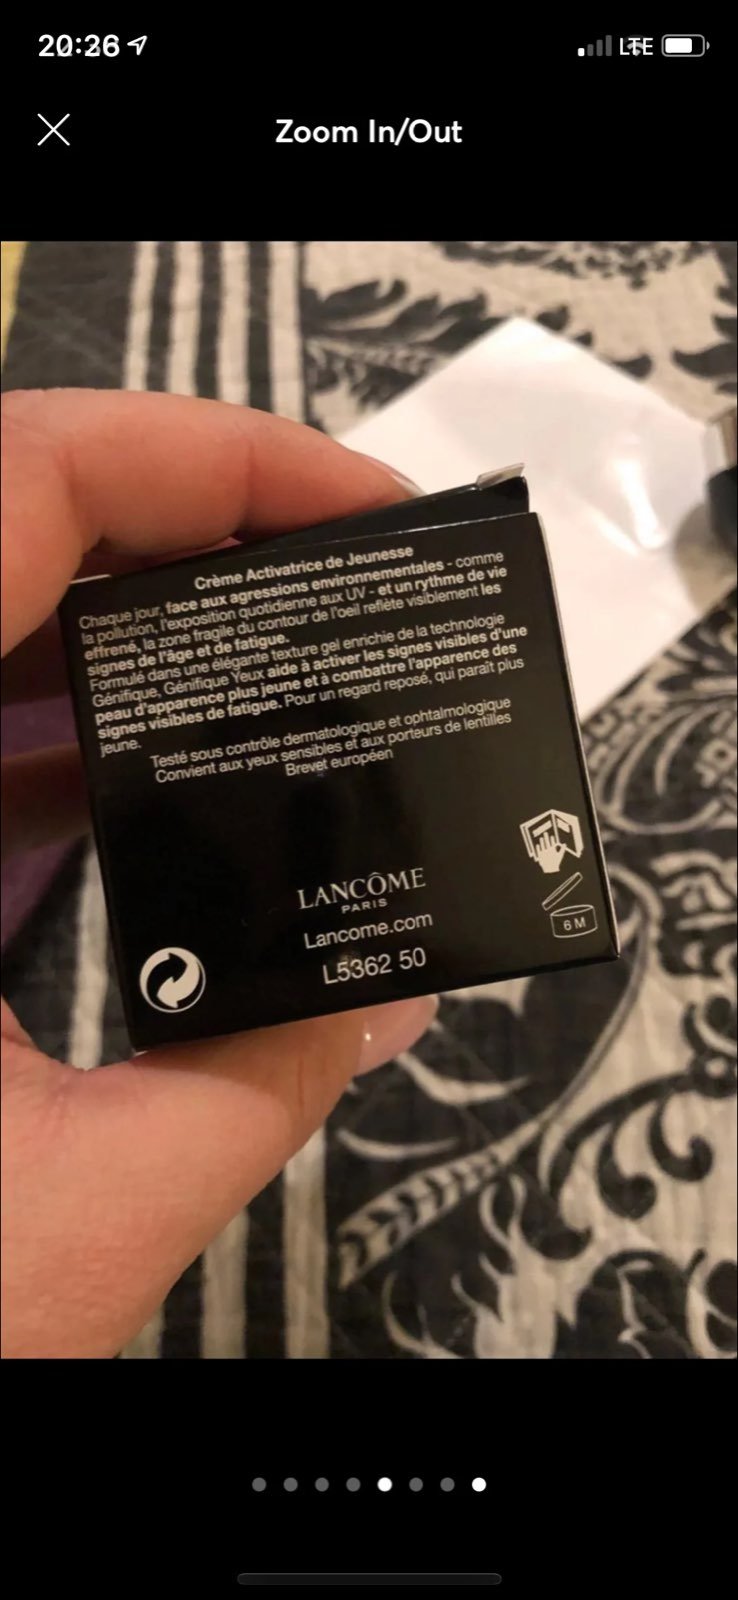 20:26
LTE
Zoom In/Out
Crème Activatrice de Jeunesse
Chaque jour, face aux agressions environnementales - comme
la pollution, l'exposition quotidienne aux UV - et un rythme de vie
effréné, la zone fragile du contour de l'oeil reflète visiblement les
signes de l'âge et de fatigue.
Formulé dans une élégante texture gel enrichie de la technologie
Génifique, Génifique Yeux aide à activer les signes visibles d'une
peau d'apparence plus jeune et à combattre l'apparence des
signes visibles de fatigue. Pour un regard reposé, qui paraît plus
jeune.
Testé sous contrôle dermatologique et ophtalmologique
Convient aux yeux sensibles et aux porteurs de lentilles
Brevet européen
LANCÔME
PARIS
Lancome.com
L5362 50
6 M